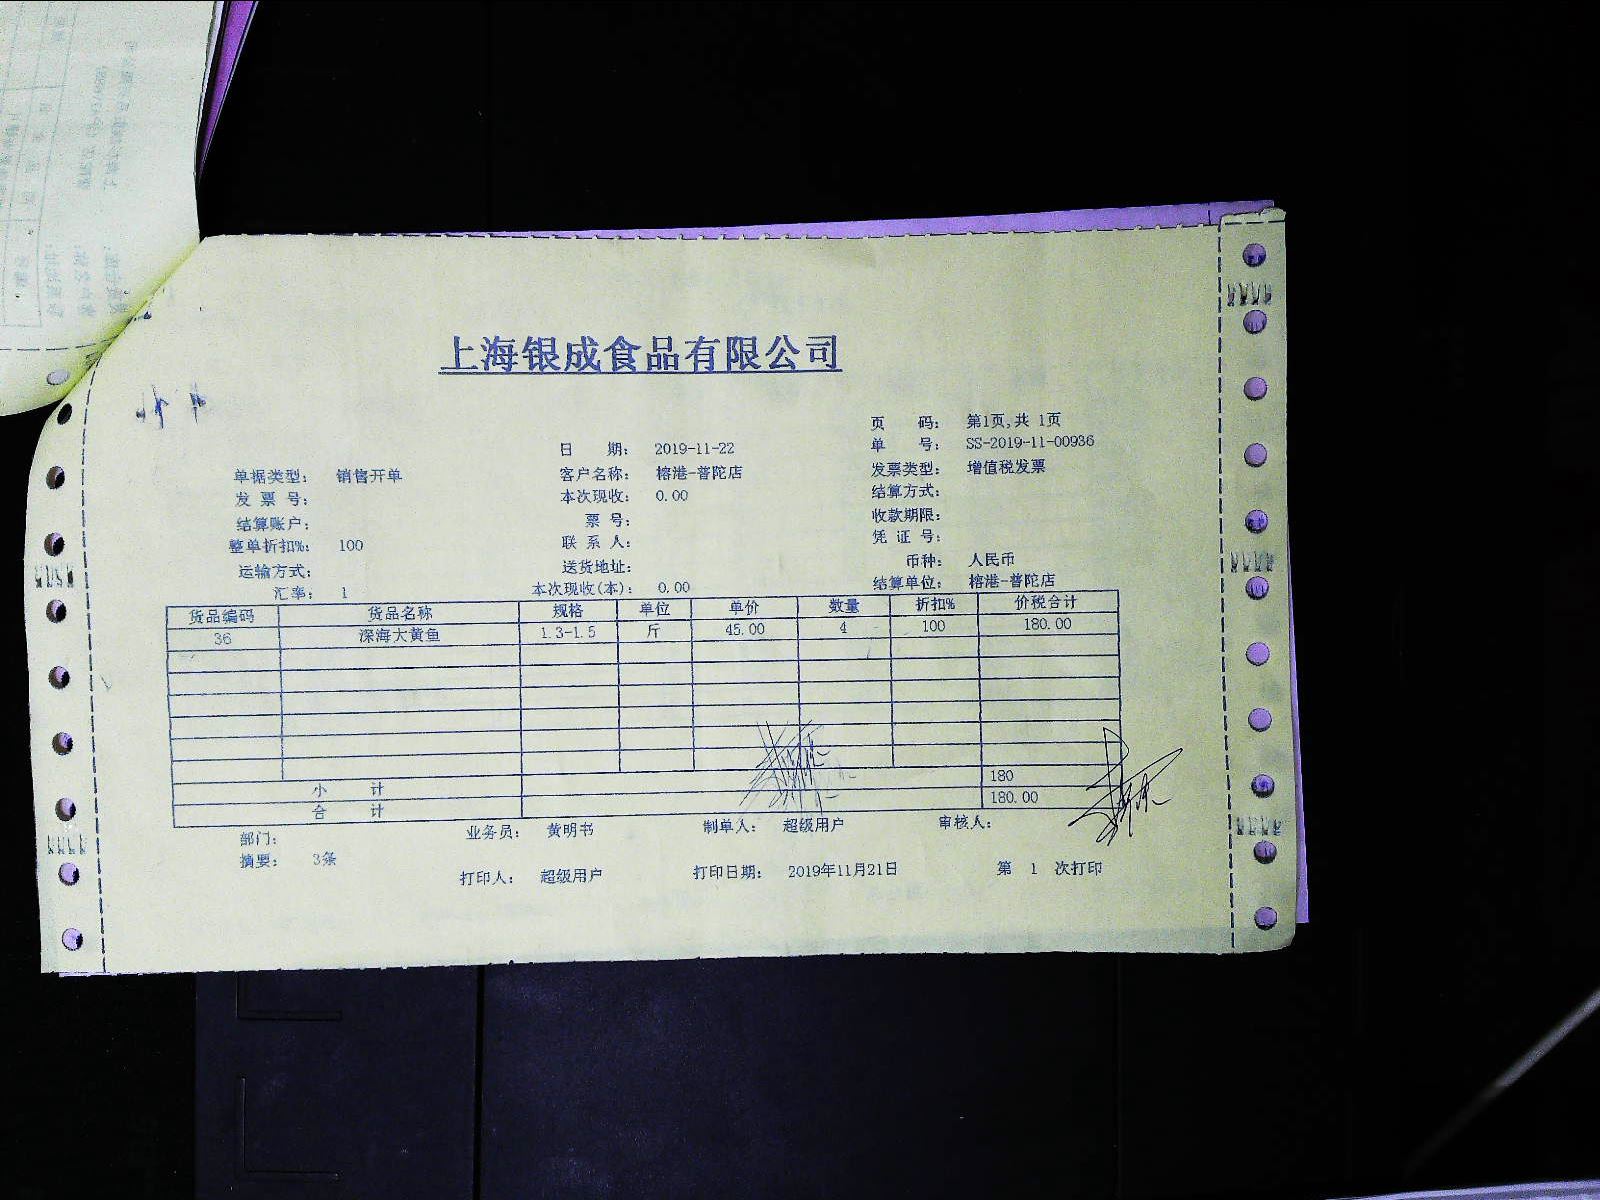 上海银成食品有限公司
页 码： 第1页,共 1页
日 期： 2019-11-22 单 号： SS-2019-11-00936
单据类型： 销售开单 客户名称： 榕港-普陀店 发票类型： 增值税发票
发 票 号： 本次现收： 0.00 结算方式：
结算账户： 票 号： 收款期限：
整单折扣%： 100 联 系 人： 凭 证 号：
运输方式： 送货地址： 币种： 人民币
汇率： 1 本次现收(本)： 0.00 结算单位： 榕港-普陀店
货品编码 货品名称 规格 单位 单价 数量 折扣% 价税合计
36 深海大黄鱼 1.3-1.5 斤 45.00 4 100 180.00
小 计 180
合 计 180.00
部门： 业务员： 黄明书 制单人： 超级用户 审核人：
摘要： 3条
打印人： 超级用户 打印日期： 2019年11月21日 第 1 次打印